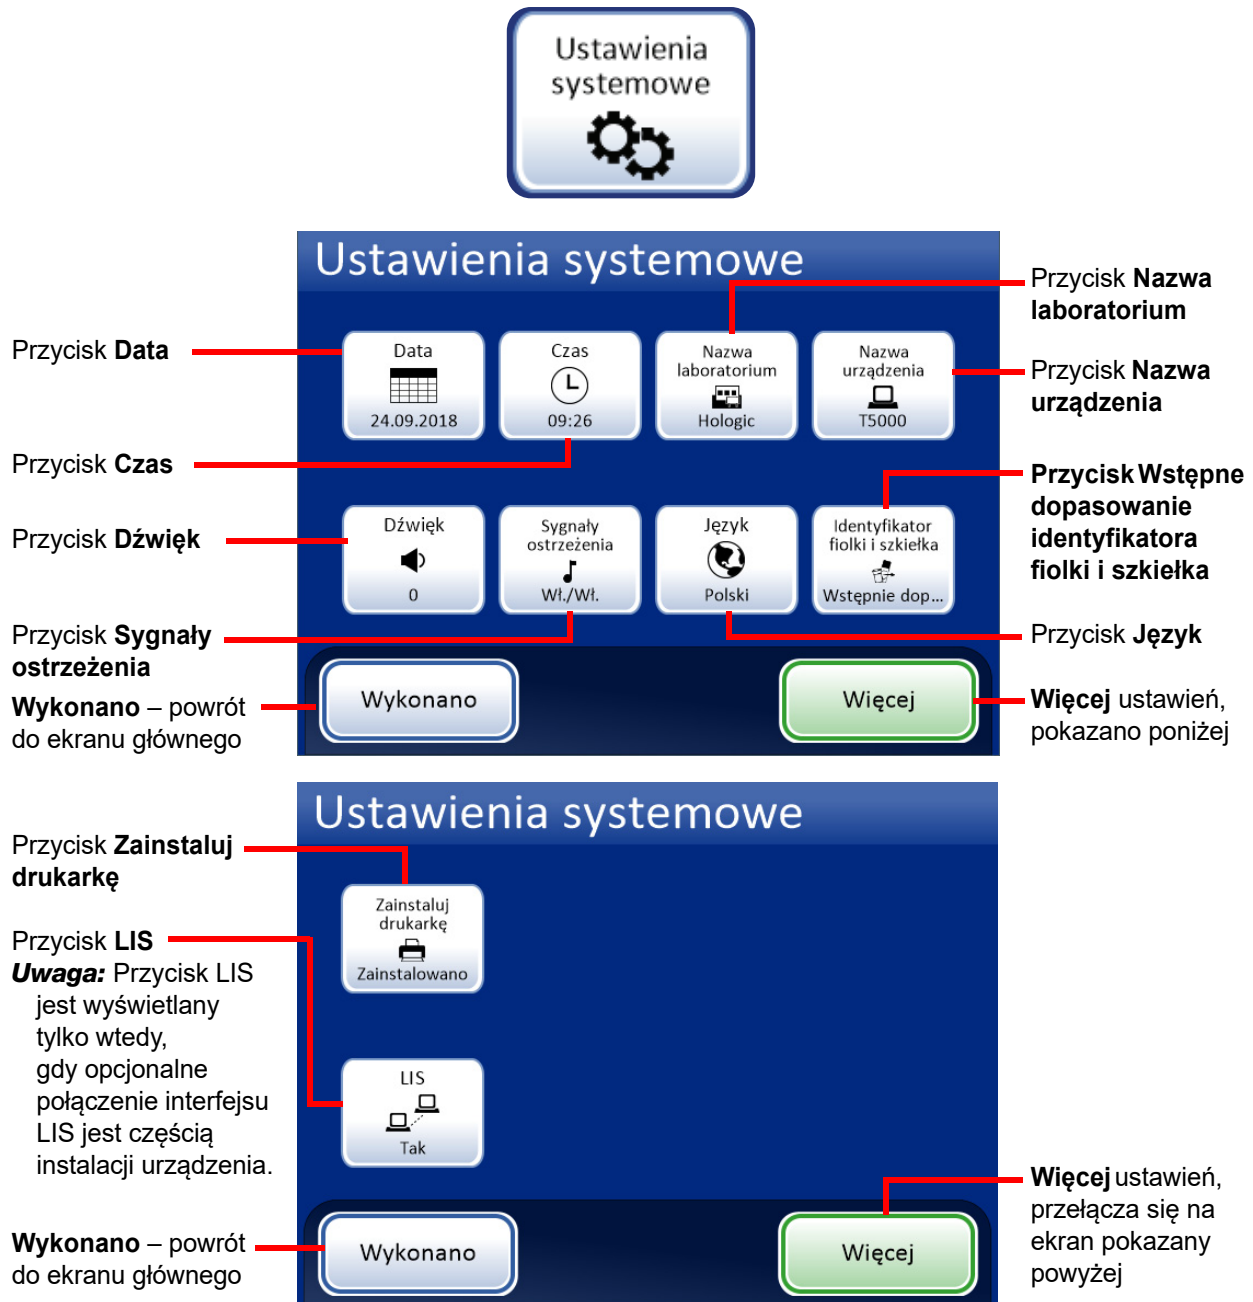 Ustawienia
systemowe
Ustawienia systemowe
Przycisk Nazwa
laboratorium
Przycisk Data
Data
24.09.2018
Czas
09:26
Nazwa
laboratorium
Hologic
Nazwa
urządzenia
T5000
Przycisk Nazwa
urządzenia
Przycisk Czas
Przycisk Wstępne
dopasowanie
identyfikatora
fiolki i szkiełka
Przycisk Dźwięk
Dźwięk
0
Sygnały
ostrzeżenia
Wł./Wł.
Język
Polski
Identyfikator
fiolki i szkiełka
Wstępnie dop...
Przycisk Sygnały
ostrzeżenia
Przycisk Język
Wykonano – powrót
do ekranu głównego
Wykonano
Więcej
Więcej ustawień,
pokazano poniżej
Ustawienia systemowe
Przycisk Zainstaluj
drukarkę
Zainstaluj
drukarkę
Zainstalowano
Przycisk LIS
Uwaga: Przycisk LIS
jest wyświetlany
tylko wtedy,
gdy opcjonalne
połączenie interfejsu
LIS jest częścią
instalacji urządzenia.
LIS
Tak
Więcej ustawień,
przełącza się na
ekran pokazany
powyżej
Wykonano – powrót
do ekranu głównego
Wykonano
Więcej